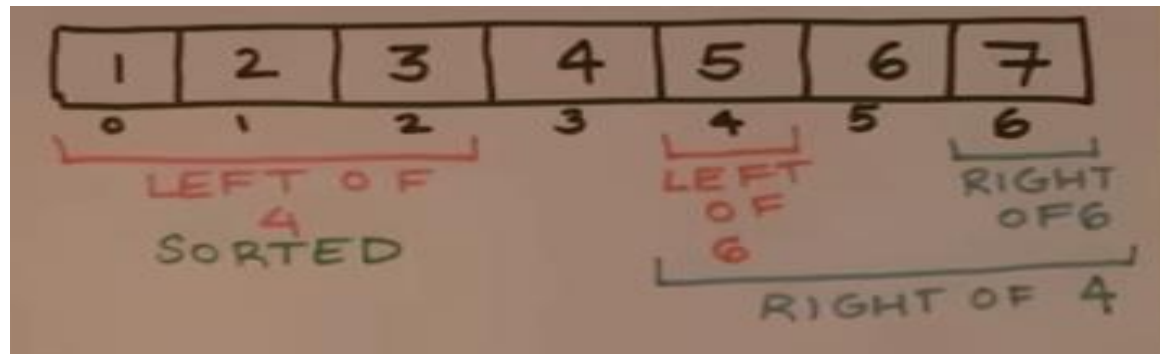 1 2 3 4 5 6 7
0 1 2 3 4 5 6
LEFT OF
4
SORTED
LEFT
OF
6
RIGHT
OF6
RIGHT OF 4